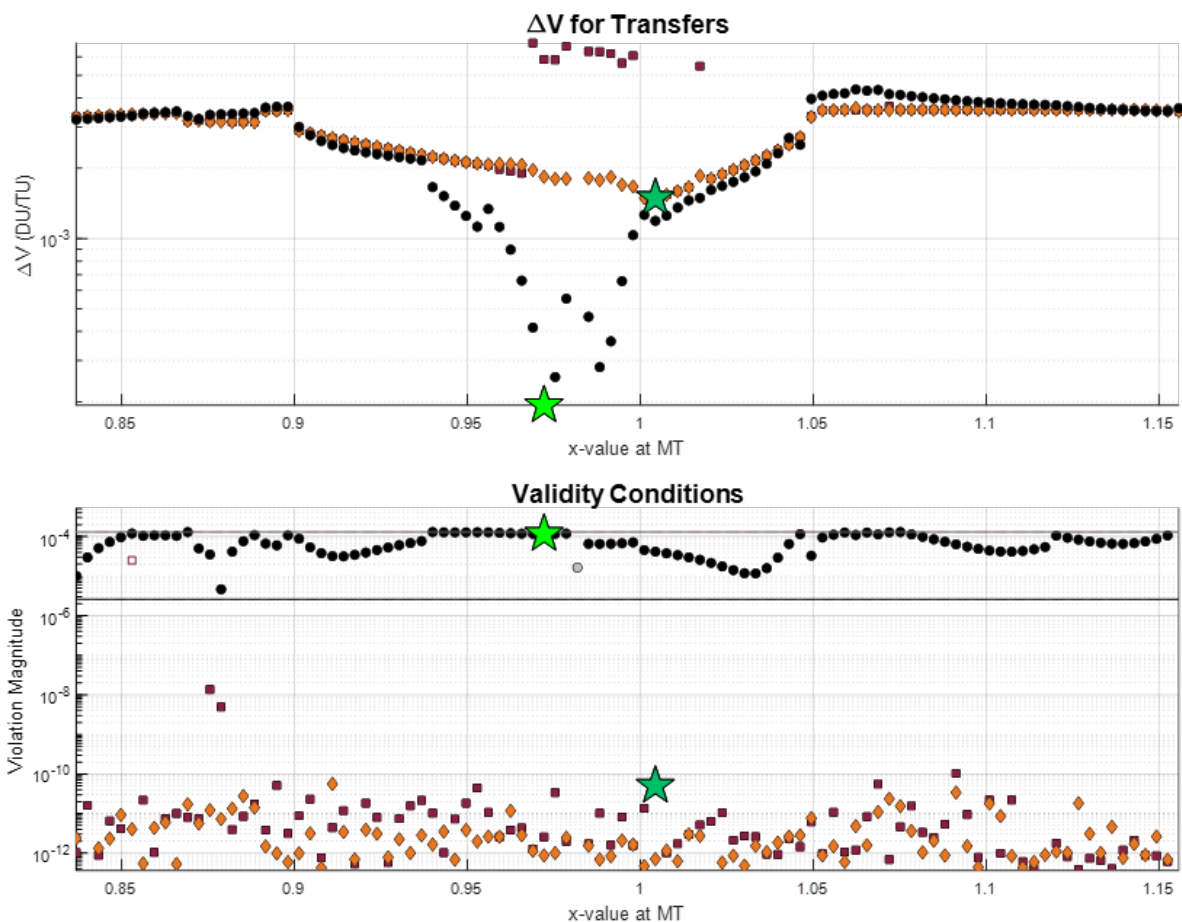 ΔV for Transfers
ΔV (DU/TU)
10⁻³
0.85 0.9 0.95 1 1.05 1.1 1.15
x-value at MT
Validity Conditions
Violation Magnitude
10⁻⁴
10⁻⁶
10⁻⁸
10⁻¹⁰
10⁻¹²
0.85 0.9 0.95 1 1.05 1.1 1.15
x-value at MT